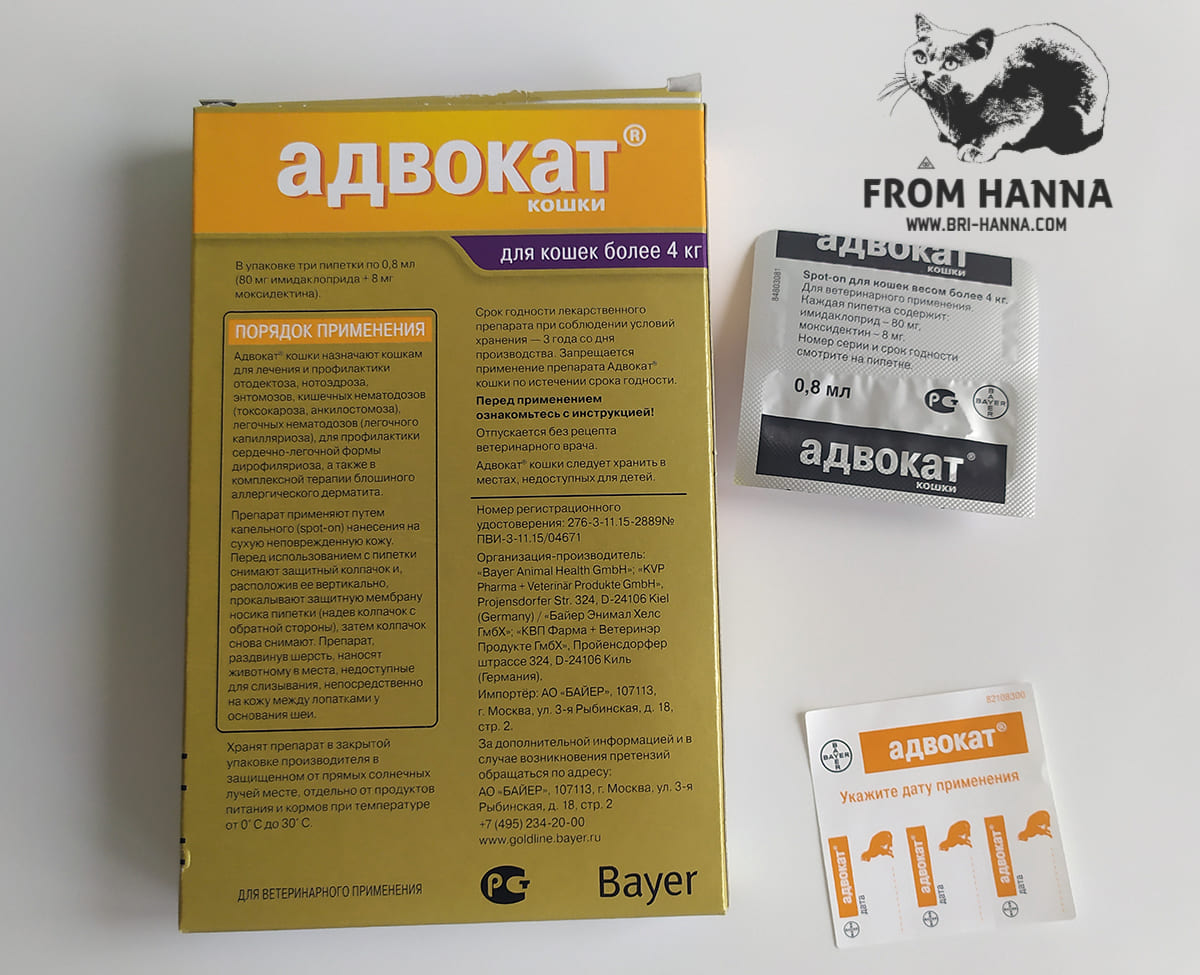 FROM HANNA
WWW.BRI-HANNA.COM
адвокат®
кошки
для кошек более 4 кг
В упаковке три пипетки по 0,8 мл
(80 мг имидаклоприда + 8 мг
моксидектина).
ПОРЯДОК ПРИМЕНЕНИЯ
Адвокат® кошки назначают кошкам
для лечения и профилактики
отодектоза, нотоэдроза,
энтомозов, кишечных нематодозов
(токсокароза, анкилостомоза),
легочных нематодозов (легочного
капилляриоза), для профилактики
сердечно-легочной формы
дирофиляриоза, а также в
комплексной терапии блошиного
аллергического дерматита.
Препарат применяют путем
капельного (spot-on) нанесения на
сухую неповрежденную кожу.
Перед использованием с пипетки
снимают защитный колпачок и,
расположив ее вертикально,
прокалывают защитную мембрану
носика пипетки (надев колпачок с
обратной стороны), затем колпачок
снова снимают. Препарат,
раздвинув шерсть, наносят
животному в места, недоступные
для слизывания, непосредственно
на кожу между лопатками у
основания шеи.
Хранят препарат в закрытой
упаковке производителя в
защищенном от прямых солнечных
лучей месте, отдельно от продуктов
питания и кормов при температуре
от 0˚ С до 30˚ С.
ДЛЯ ВЕТЕРИНАРНОГО ПРИМЕНЕНИЯ
Срок годности лекарственного
препарата при соблюдении условий
хранения — 3 года со дня
производства. Запрещается
применение препарата Адвокат®
кошки по истечении срока годности.
Перед применением
ознакомьтесь с инструкцией!
Отпускается без рецепта
ветеринарного врача.
Адвокат® кошки следует хранить в
местах, недоступных для детей.
Номер регистрационного
удостоверения: 276-3-11.15-2889№
ПВИ-3-11.15/04671
Организация-производитель:
«Bayer Animal Health GmbH»; «KVP
Pharma + Veterinär Produkte GmbH»,
Projensdorfer Str. 324, D-24106 Kiel
(Germany) / «Байер Энимал Хелс
ГмбХ»; «КВП Фарма + Ветеринэр
Продукте ГмбХ», Пройенсдорфер
штрассе 324, D-24106 Киль
(Германия).
Импортёр: АО «БАЙЕР», 107113,
г. Москва, ул. 3-я Рыбинская, д. 18,
стр. 2.
За дополнительной информацией и в
случае возникновения претензий
обращаться по адресу:
АО «БАЙЕР», 107113, г. Москва, ул. 3-я
Рыбинская, д. 18, стр. 2
+7 (495) 234-20-00
www.goldline.bayer.ru
Bayer
адвокат
кошки
84803081
Spot-on для кошек весом более 4 кг.
Для ветеринарного применения.
Каждая пипетка содержит:
имидаклоприд – 80 мг,
моксидектин – 8 мг.
Номер серии и срок годности
смотрите на пипетке.
0,8 мл
BAYER
адвокат®
кошки
82108300
BAYER
адвокат®
Укажите дату применения
адвокат®
дата
адвокат®
дата
адвокат®
дата